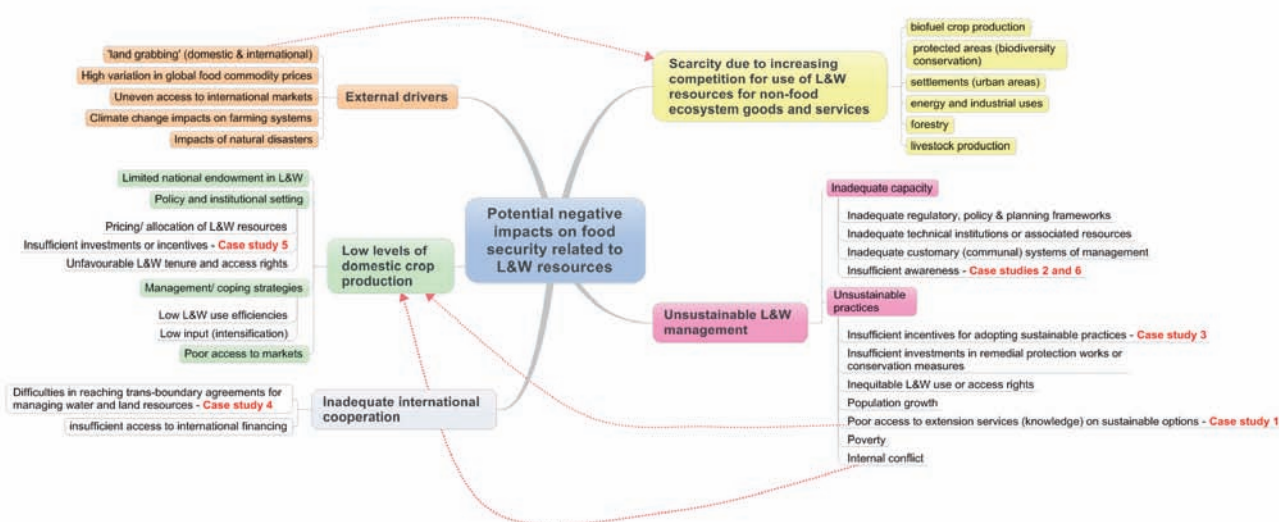 Potential negative
impacts on food
security related to
L&W resources
External drivers
'land grabbing' (domestic & international)
High variation in global food commodity prices
Uneven access to international markets
Climate change impacts on farming systems
Impacts of natural disasters
Low levels of
domestic crop
production
Limited national endowment in L&W
Policy and institutional setting
Pricing/ allocation of L&W resources
Insufficient investments or incentives - Case study 5
Unfavourable L&W tenure and access rights
Management/ coping strategies
Low L&W use efficiencies
Low input (intensification)
Poor access to markets
Inadequate international
cooperation
Difficulties in reaching trans-boundary agreements for
managing water and land resources - Case study 4
insufficient access to international financing
Scarcity due to increasing
competition for use of L&W
resources for non-food
ecosystem goods and services
biofuel crop production
protected areas (biodiversity
conservation)
settlements (urban areas)
energy and industrial uses
forestry
livestock production
Unsustainable L&W
management
Inadequate capacity
Inadequate regulatory, policy & planning frameworks
Inadequate technical institutions or associated resources
Inadequate customary (communal) systems of management
Insufficient awareness - Case studies 2 and 6
Unsustainable
practices
Insufficient incentives for adopting sustainable practices - Case study 3
Insufficient investments in remedial protection works or
conservation measures
Inequitable L&W use or access rights
Population growth
Poor access to extension services (knowledge) on sustainable options - Case study 1
Poverty
Internal conflict